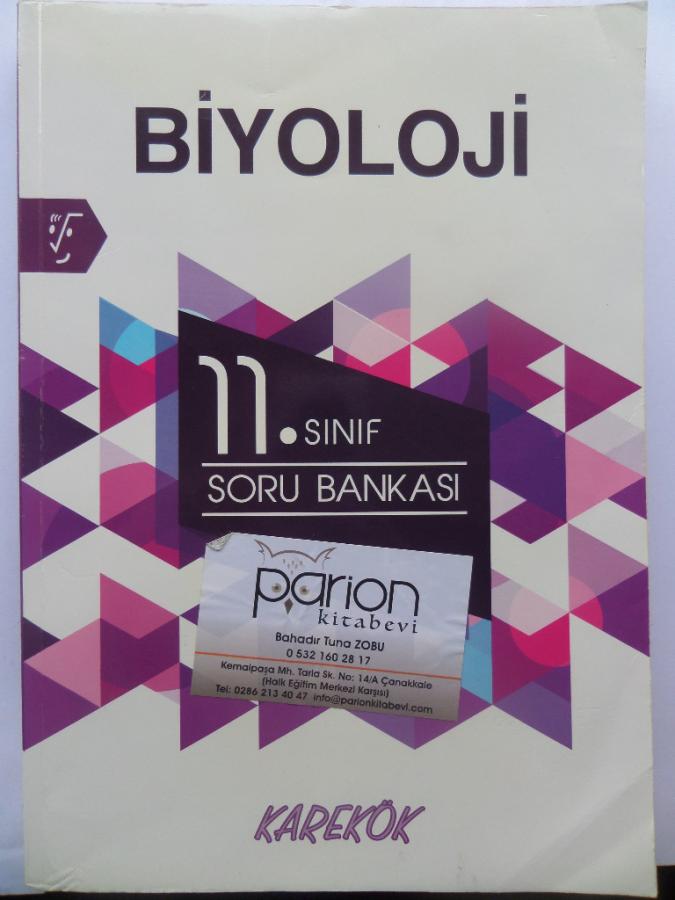 BİYOLOJİ
11. SINIF
SORU BANKASI
parion
kitabevi
Bahadır Tuna ZOBU
0 532 160 28 17
Kemalpaşa Mh. Tarla Sk. No: 14/A Çanakkale
(Halk Eğitim Merkezi Karşısı)
Tel: 0286 213 40 47 info@parionkitabevi.com
KAREKÖK